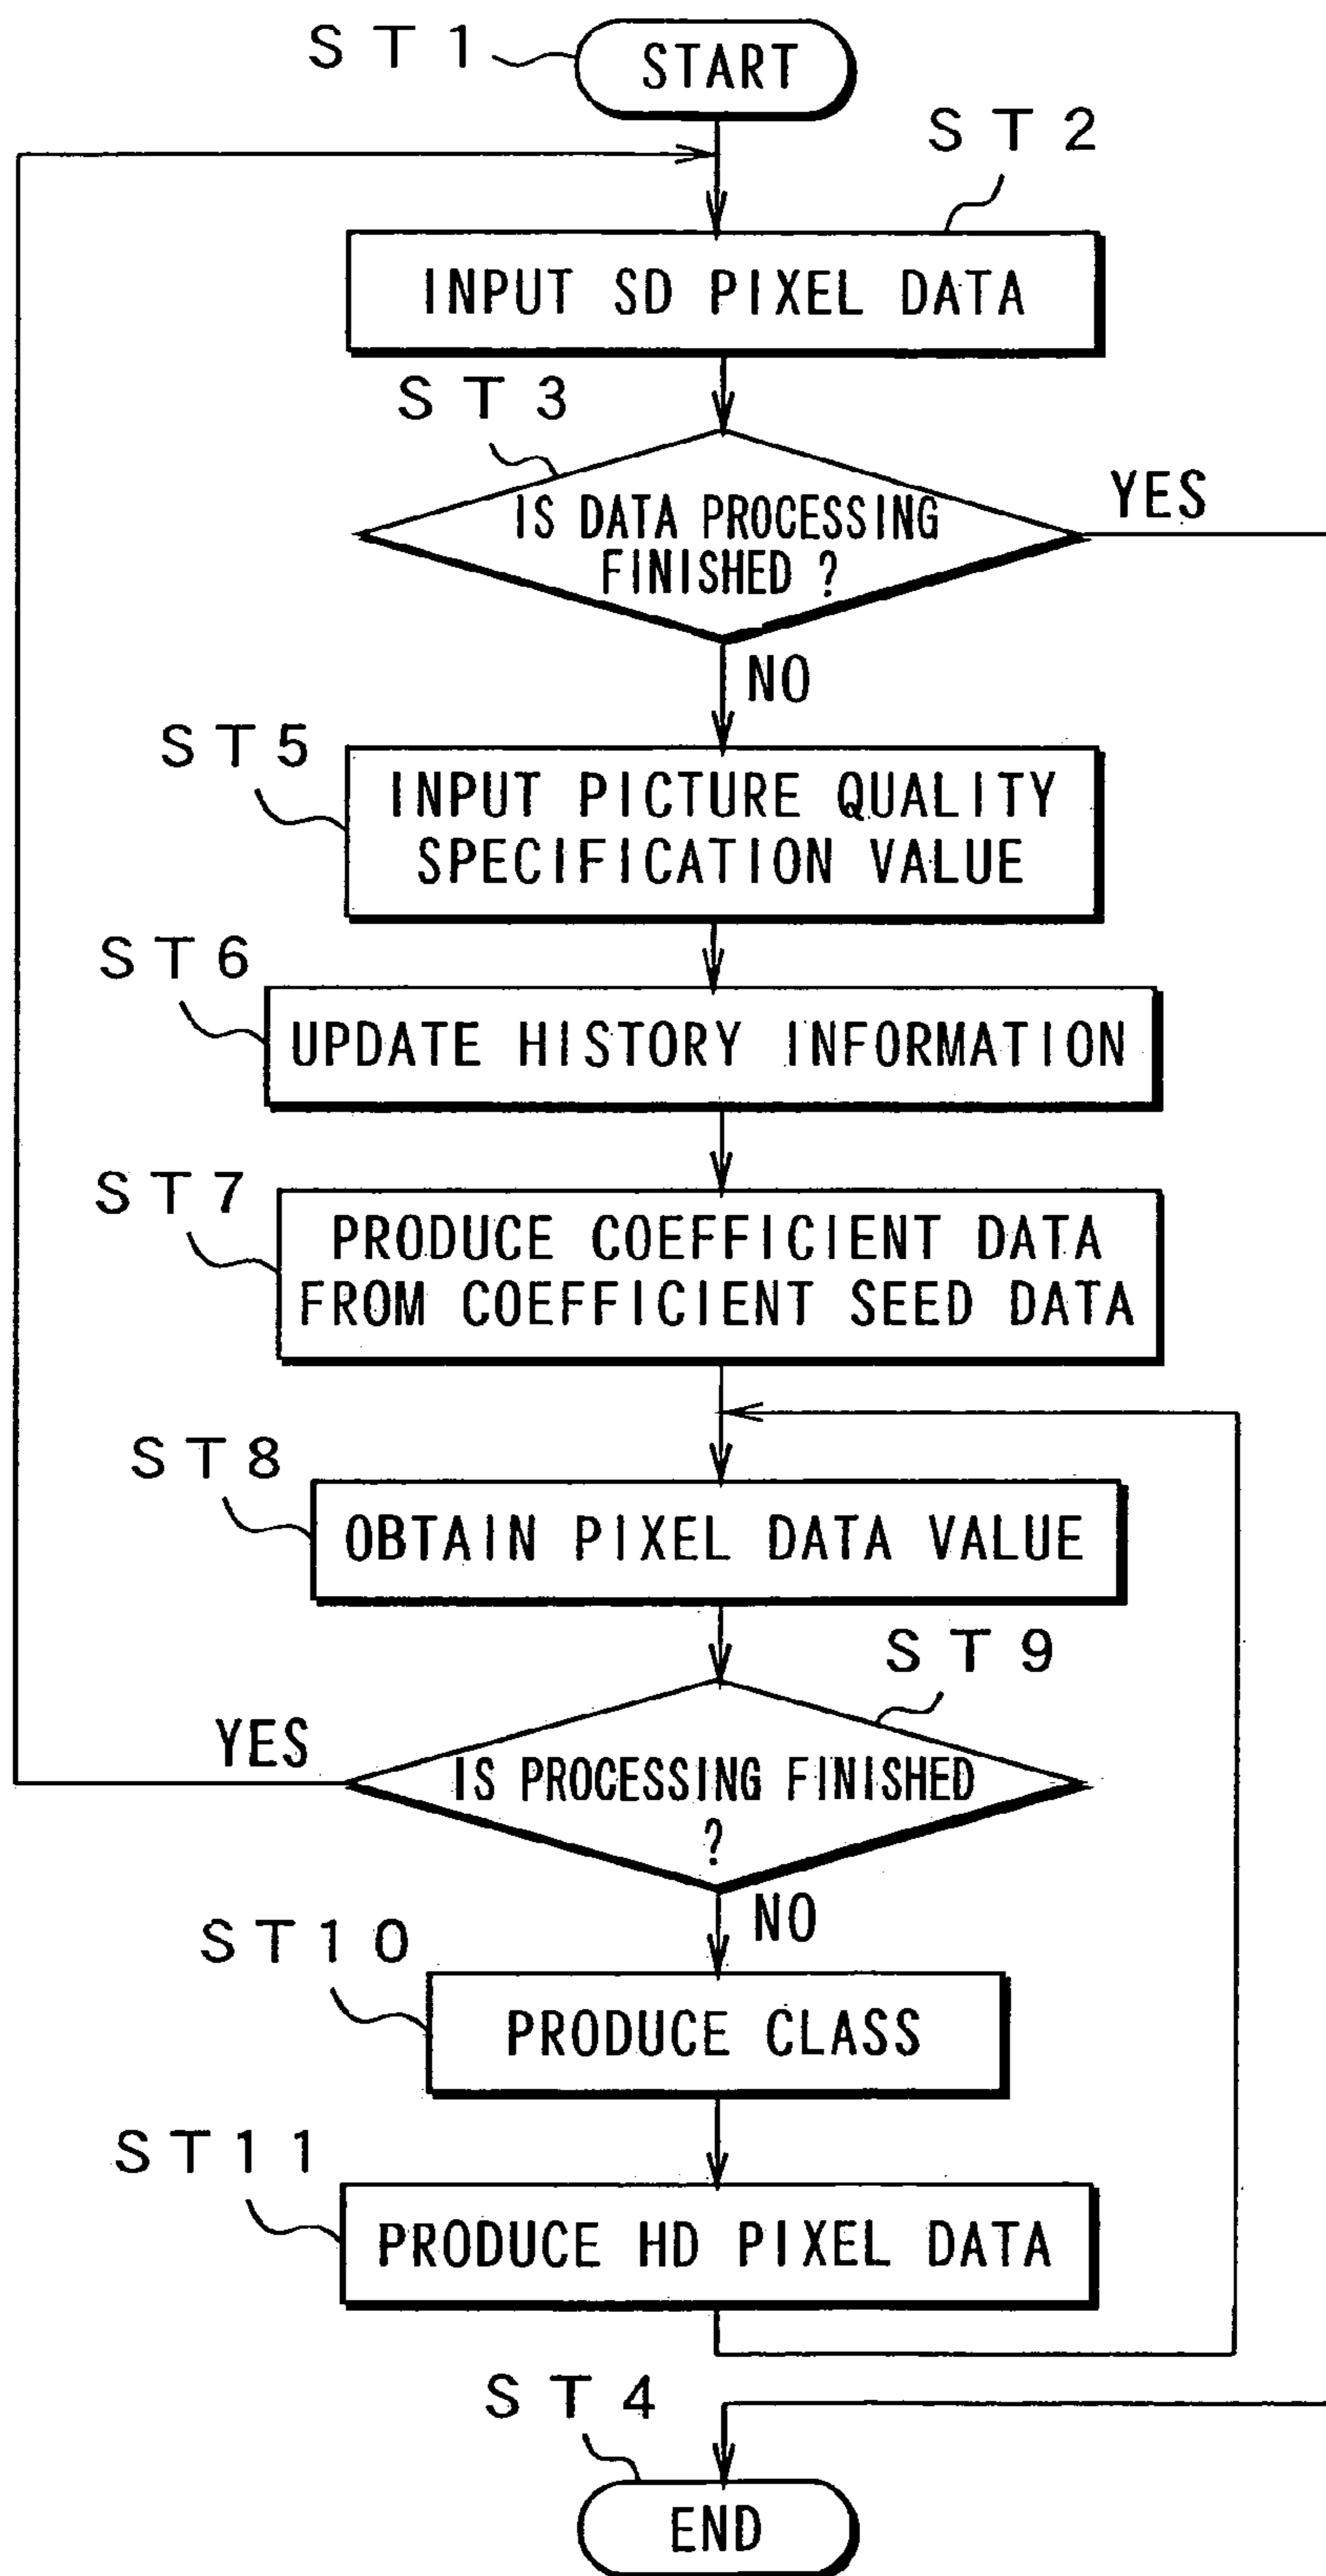 ST1
START
ST2
INPUT SD PIXEL DATA
ST3
IS DATA PROCESSING
FINISHED ?
YES
NO
ST5
INPUT PICTURE QUALITY
SPECIFICATION VALUE
ST6
UPDATE HISTORY INFORMATION
ST7
PRODUCE COEFFICIENT DATA
FROM COEFFICIENT SEED DATA
ST8
OBTAIN PIXEL DATA VALUE
ST9
YES
IS PROCESSING FINISHED
?
NO
ST10
PRODUCE CLASS
ST11
PRODUCE HD PIXEL DATA
ST4
END